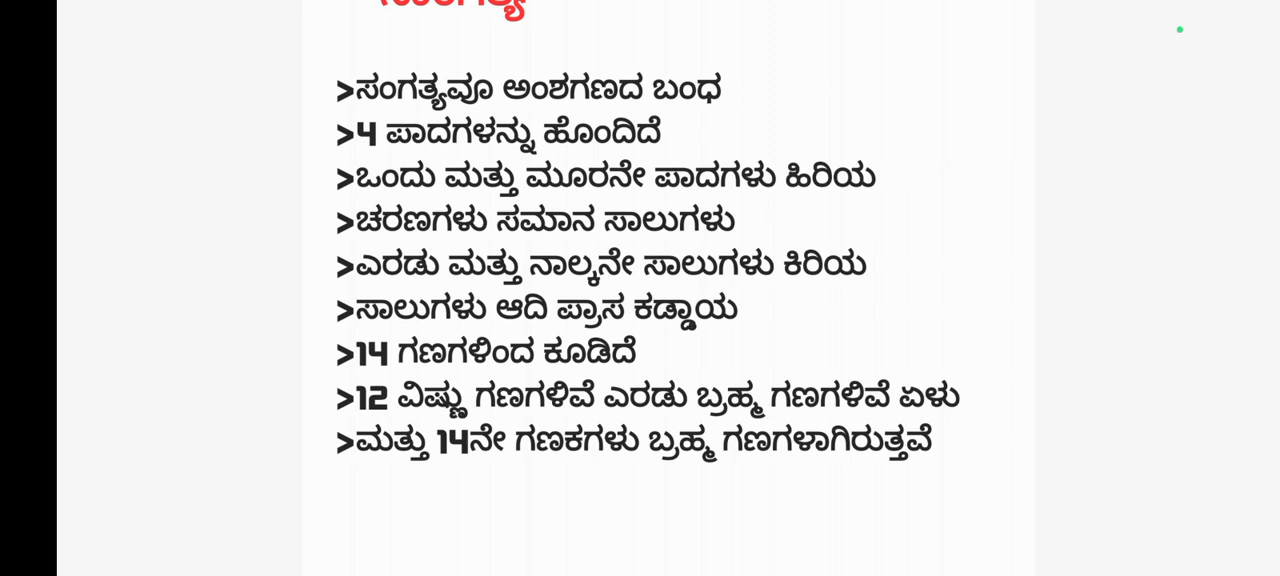 >ಸಂಗತ್ಯವೂ ಅಂಶಗಣದ ಬಂಧ
>4 ಪಾದಗಳನ್ನು ಹೊಂದಿದೆ
>ಒಂದು ಮತ್ತು ಮೂರನೇ ಪಾದಗಳು ಹಿರಿಯ
>ಚರಣಗಳು ಸಮಾನ ಸಾಲುಗಳು
>ಎರಡು ಮತ್ತು ನಾಲ್ಕನೇ ಸಾಲುಗಳು ಕಿರಿಯ
>ಸಾಲುಗಳು ಆದಿ ಪ್ರಾಸ ಕಡ್ಡಾಯ
>14 ಗಣಗಳಿಂದ ಕೂಡಿದೆ
>12 ವಿಷ್ಣು ಗಣಗಳಿವೆ ಎರಡು ಬ್ರಹ್ಮ ಗಣಗಳಿವೆ ಏಳು
>ಮತ್ತು 14ನೇ ಗಣಕಗಳು ಬ್ರಹ್ಮ ಗಣಗಳಾಗಿರುತ್ತವೆ